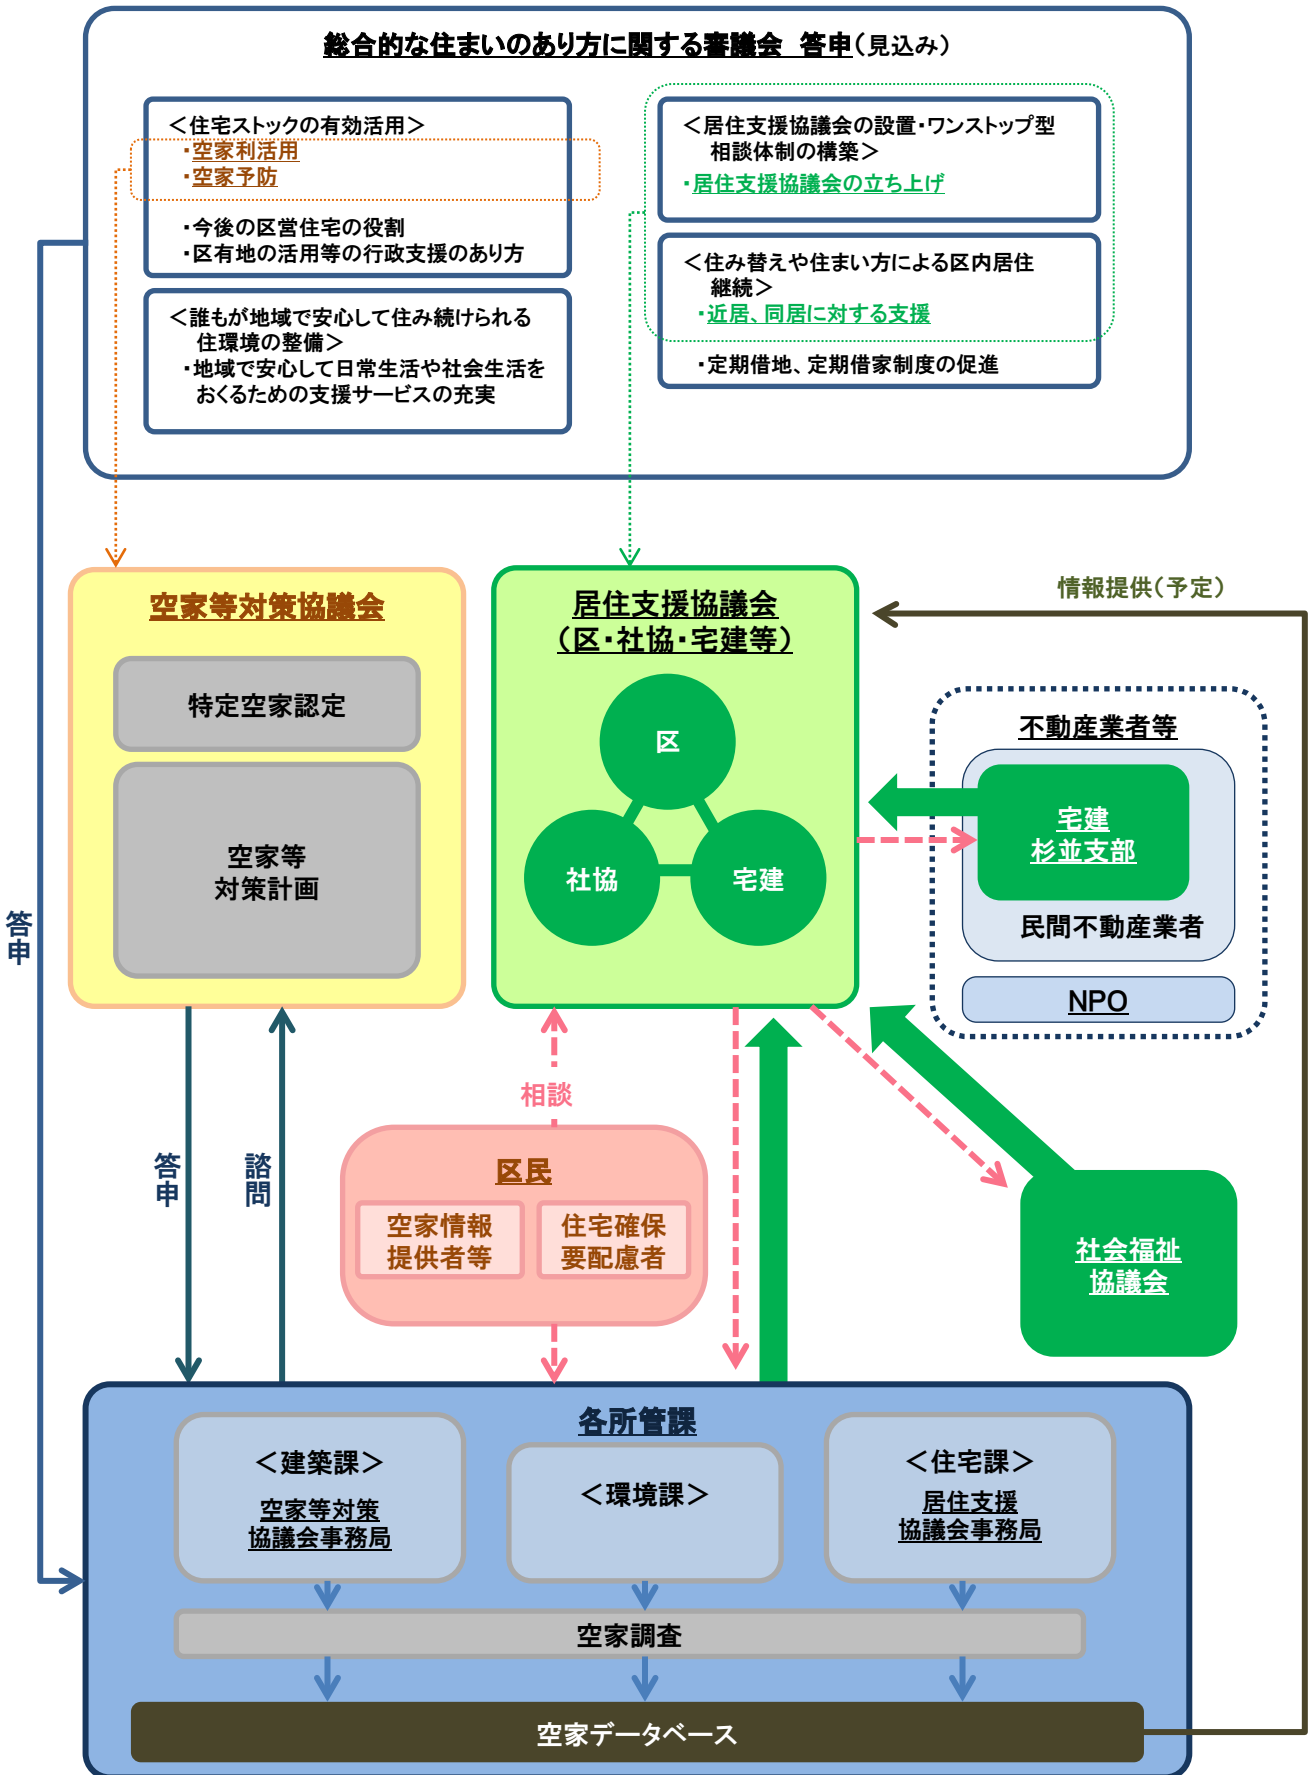 総合的な住まいのあり方に関する審議会　答申（見込み）
＜住宅ストックの有効活用＞
・空家利活用
・空家予防
・今後の区営住宅の役割
・区有地の活用等の行政支援のあり方
＜誰もが地域で安心して住み続けられる
住環境の整備＞
・地域で安心して日常生活や社会生活を
おくるための支援サービスの充実
＜居住支援協議会の設置・ワンストップ型
相談体制の構築＞
・居住支援協議会の立ち上げ
＜住み替えや住まい方による区内居住
継続＞
・近居、同居に対する支援
・定期借地、定期借家制度の促進
空家等対策協議会
特定空家認定
空家等
対策計画
居住支援協議会
（区・社協・宅建等）
区
社協
宅建
情報提供（予定）
不動産業者等
宅建
杉並支部
民間不動産業者
NPO
答申
相談
答申
諮問
区民
空家情報
提供者等
住宅確保
要配慮者
社会福祉
協議会
各所管課
＜建築課＞
空家等対策
協議会事務局
＜環境課＞
＜住宅課＞
居住支援
協議会事務局
空家調査
空家データベース